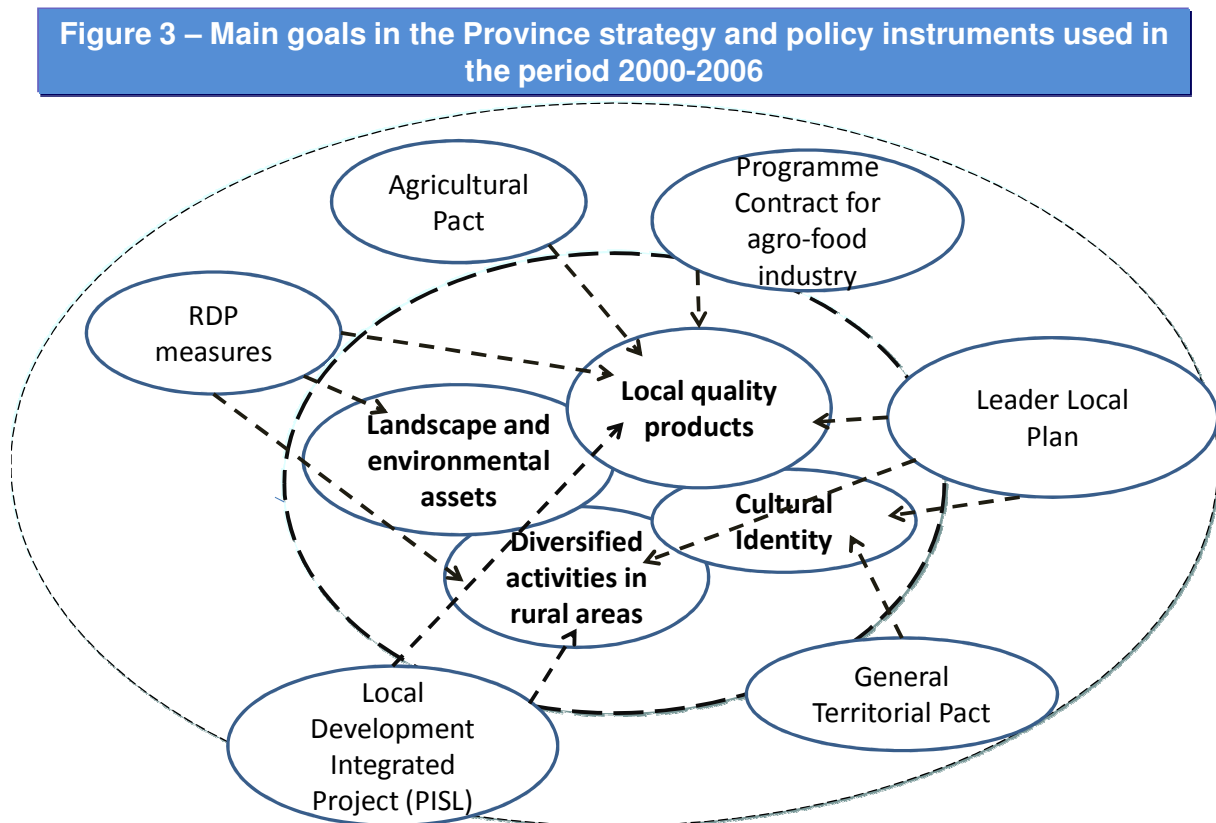 Figure 3 – Main goals in the Province strategy and policy instruments used in
the period 2000-2006
Agricultural
Pact
Programme
Contract for
agro-food
industry
RDP
measures
Local quality
products
Leader Local
Plan
Landscape and
environmental
assets
Cultural
Identity
Diversified
activities in
rural areas
General
Territorial Pact
Local
Development
Integrated
Project (PISL)